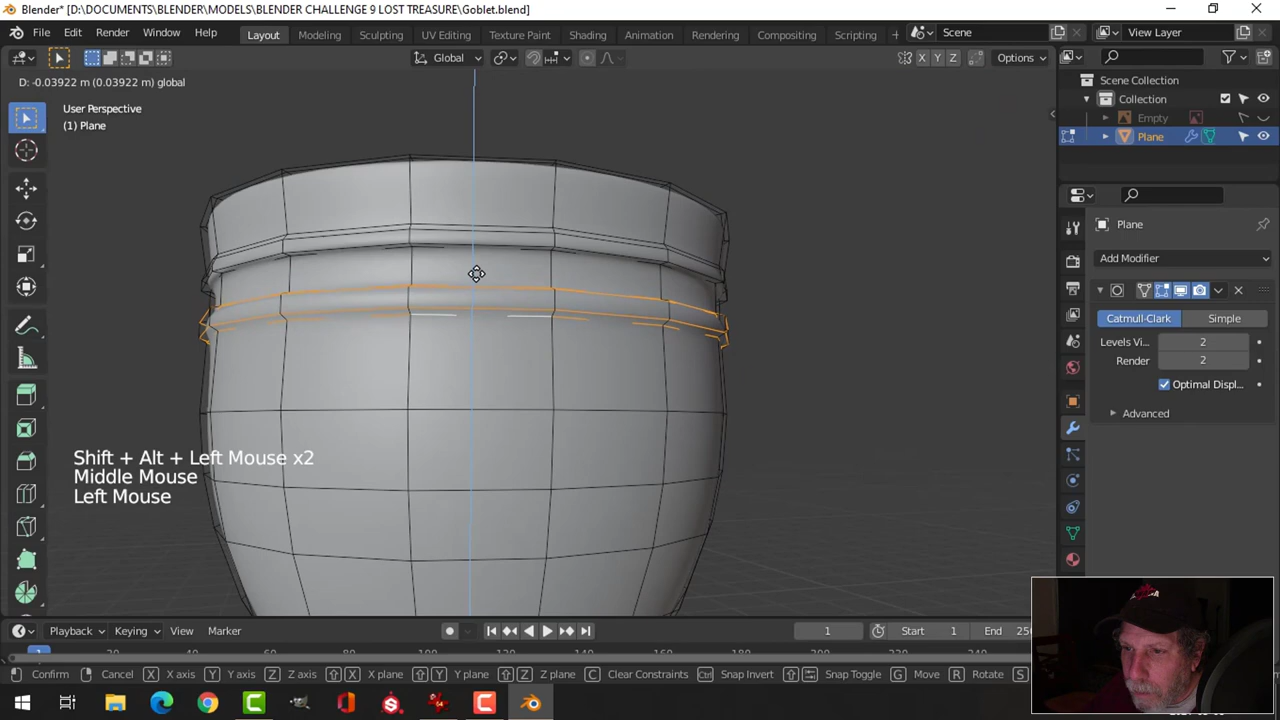 Blender* [D:\DOCUMENTS\BLENDER\MODELS\BLENDER CHALLENGE 9 LOST TREASURE\Goblet.blend]
File Edit Render Window Help Layout Modeling Sculpting UV Editing Texture Paint Shading Animation Rendering Compositing Scripting + Scene View Layer
Global X Y Z Options
D: -0.03922 m (0.03922 m) global
User Perspective
(1) Plane
Scene Collection
Collection
Empty
Plane
Plane
Add Modifier
Catmull-Clark Simple
Levels Vi... 2
Render 2
Optimal Displ...
Advanced
Shift + Alt + Left Mouse x2
Middle Mouse
Left Mouse
Playback Keying View Marker 1 Start 1 End
Confirm Cancel X X axis Y Y axis Z Z axis X X plane Y Y plane Z Z plane C Clear Constraints Snap Invert Snap Toggle G Move R Rotate S